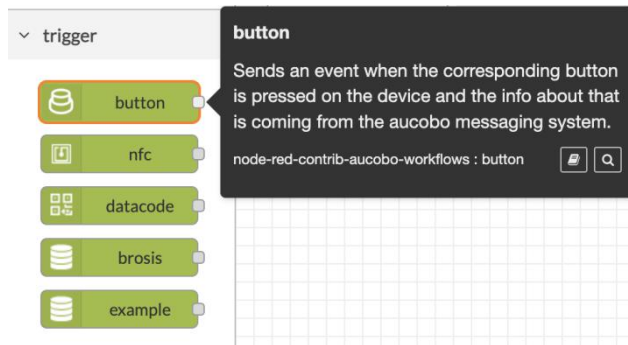 trigger
button
nfc
datacode
brosis
example
button
Sends an event when the corresponding button
is pressed on the device and the info about that
is coming from the aucobo messaging system.
node-red-contrib-aucobo-workflows : button